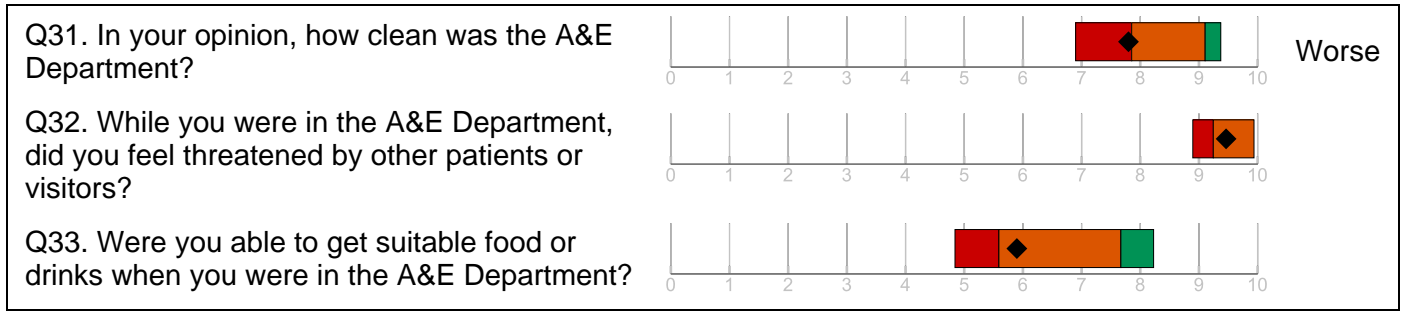 Q31. In your opinion, how clean was the A&E
Department?
0 1 2 3 4 5 6 7 8 9 10
Worse
Q32. While you were in the A&E Department,
did you feel threatened by other patients or
visitors?
0 1 2 3 4 5 6 7 8 9 10
Q33. Were you able to get suitable food or
drinks when you were in the A&E Department?
0 1 2 3 4 5 6 7 8 9 10